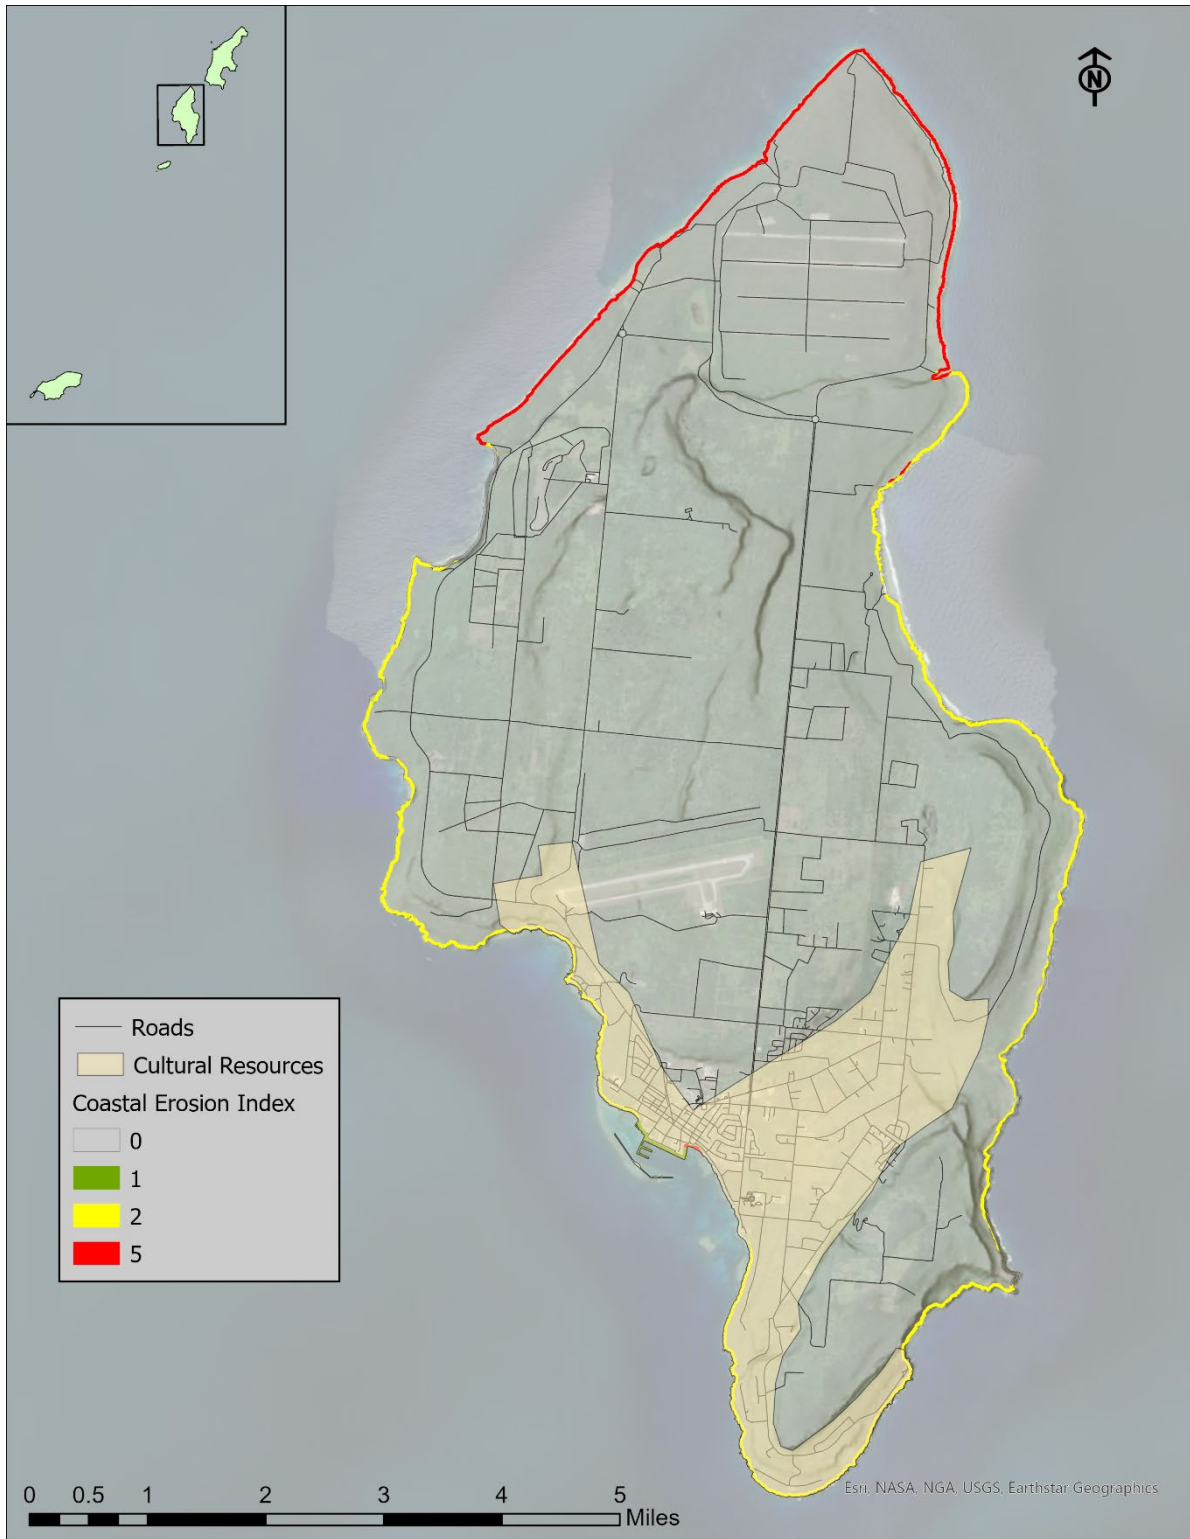 N
Roads
Cultural Resources
Coastal Erosion Index
0
1
2
5
0 0.5 1 2 3 4 5
Miles
Esri, NASA, NGA, USGS, Earthstar Geographics